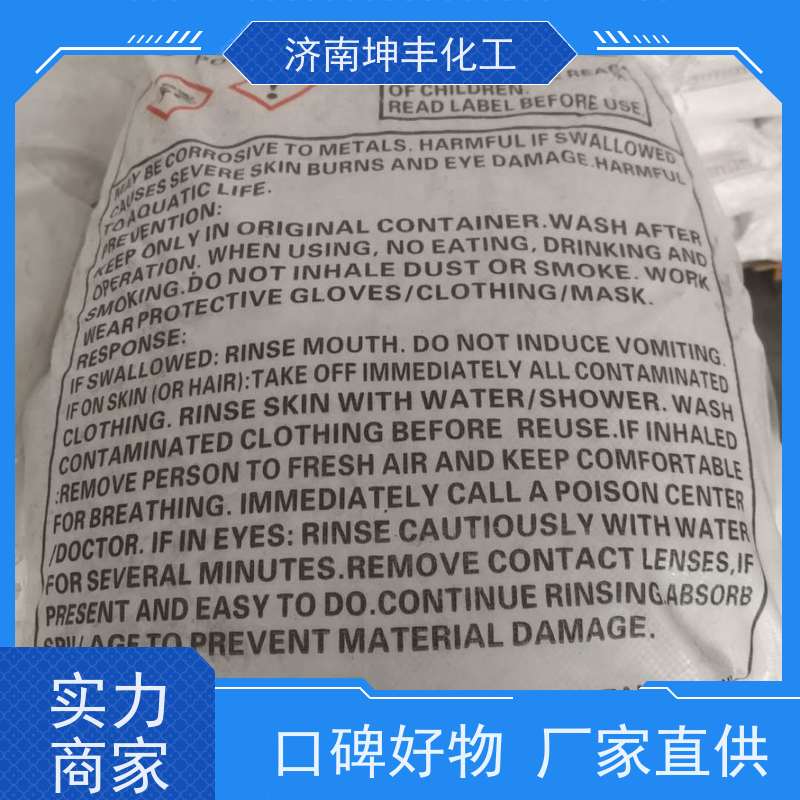 济南坤丰化工
OF CHILDREN.
READ LABEL BEFORE USE
MAY BE CORROSIVE TO METALS. HARMFUL IF SWALLOWED
CAUSES SEVERE SKIN BURNS AND EYE DAMAGE.HARMFUL
TO AQUATIC LIFE.
PREVENTION:
KEEP ONLY IN ORIGINAL CONTAINER.WASH AFTER
OPERATION. WHEN USING, NO EATING, DRINKING AND
SMOKING.DO NOT INHALE DUST OR SMOKE. WORK
WEAR PROTECTIVE GLOVES/CLOTHING/MASK.
RESPONSE:
IF SWALLOWED: RINSE MOUTH. DO NOT INDUCE VOMITING.
IF ON SKIN (OR HAIR):TAKE OFF IMMEDIATELY ALL CONTAMINATED
CLOTHING. RINSE SKIN WITH WATER/SHOWER. WASH
CONTAMINATED CLOTHING BEFORE REUSE.IF INHALED
:REMOVE PERSON TO FRESH AIR AND KEEP COMFORTABLE
FOR BREATHING. IMMEDIATELY CALL A POISON CENTER
/DOCTOR. IF IN EYES: RINSE CAUTIOUSLY WITH WATER
FOR SEVERAL MINUTES.REMOVE CONTACT LENSES,IF
PRESENT AND EASY TO DO.CONTINUE RINSING.ABSORB
TO PREVENT MATERIAL DAMAGE.
实力
商家
口碑好物 厂家直供